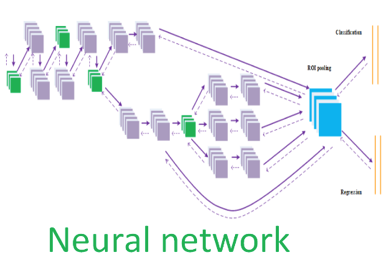 Classification
ROI pooling
Regression
Neural network